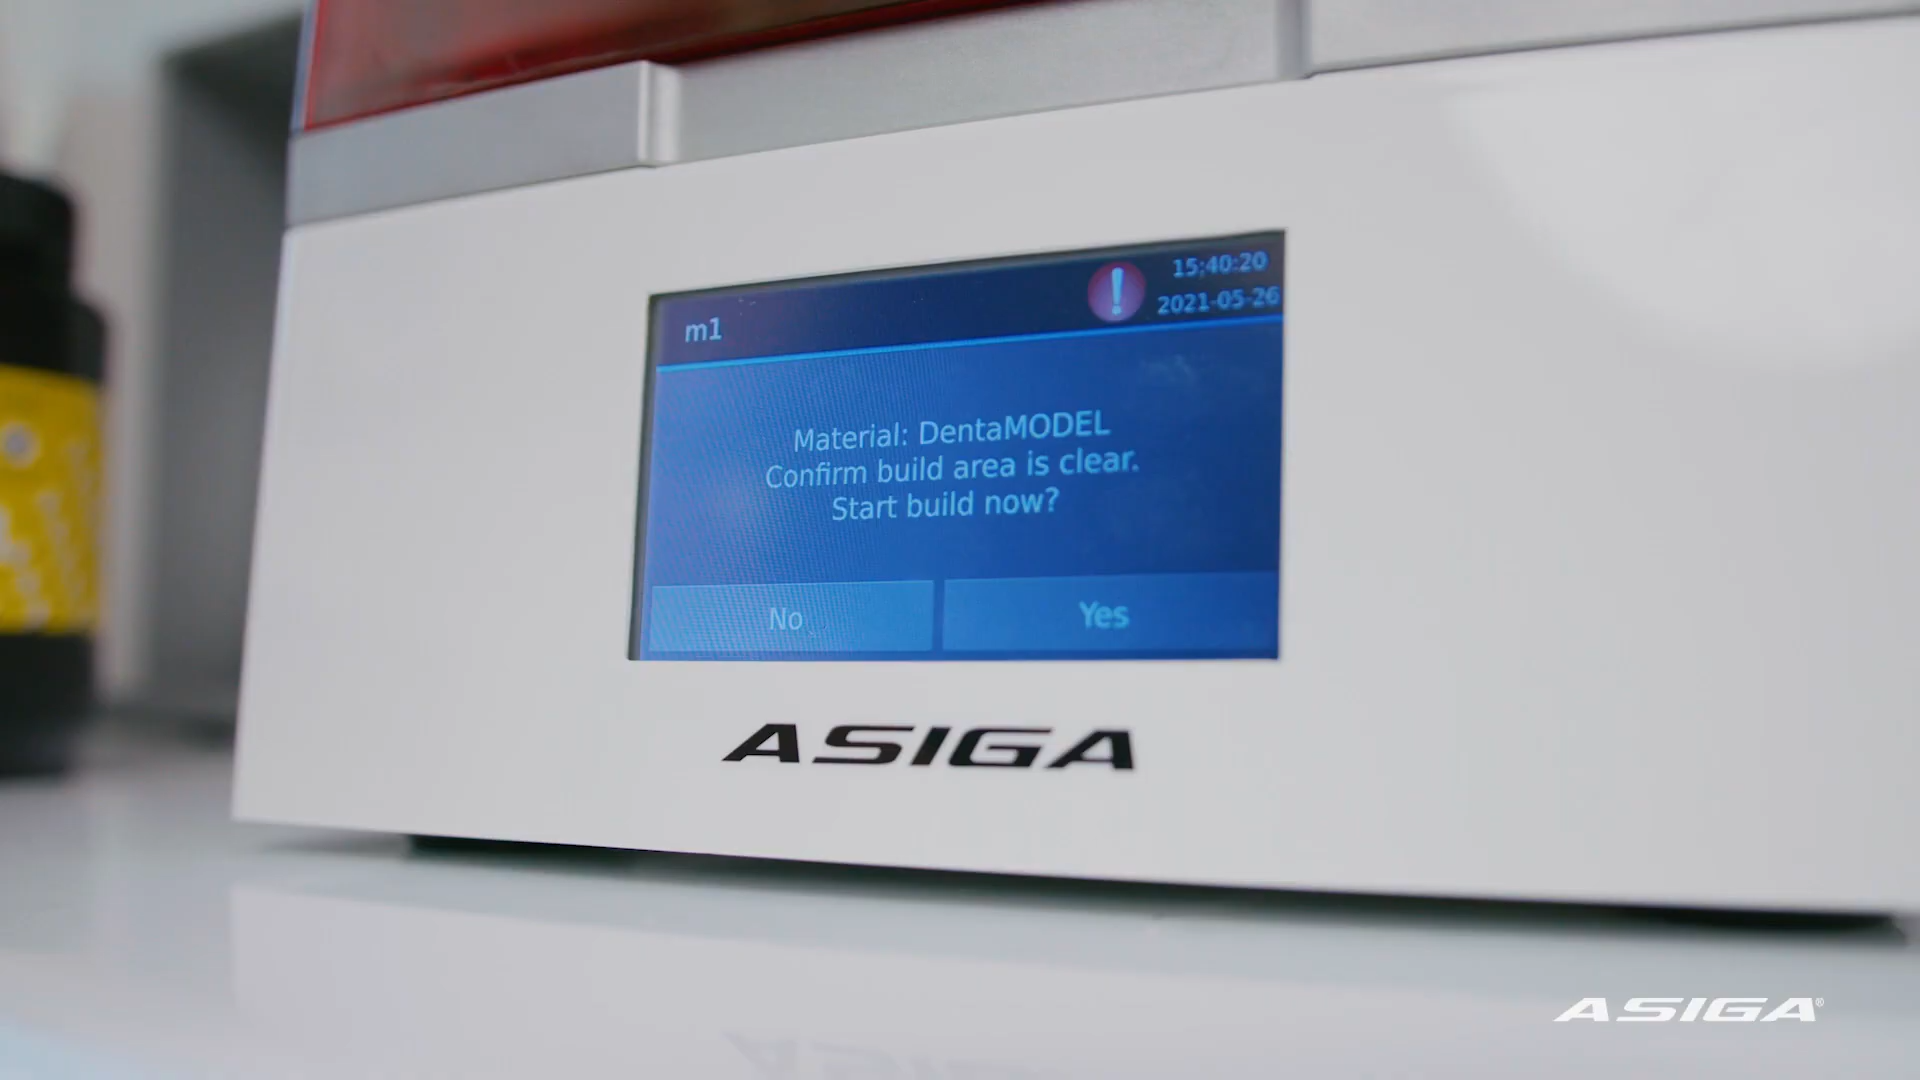 m1
15:40:20
2021-05-26
Material: DentaMODEL
Confirm build area is clear.
Start build now?
No
Yes
ASIGA
ASIGA®